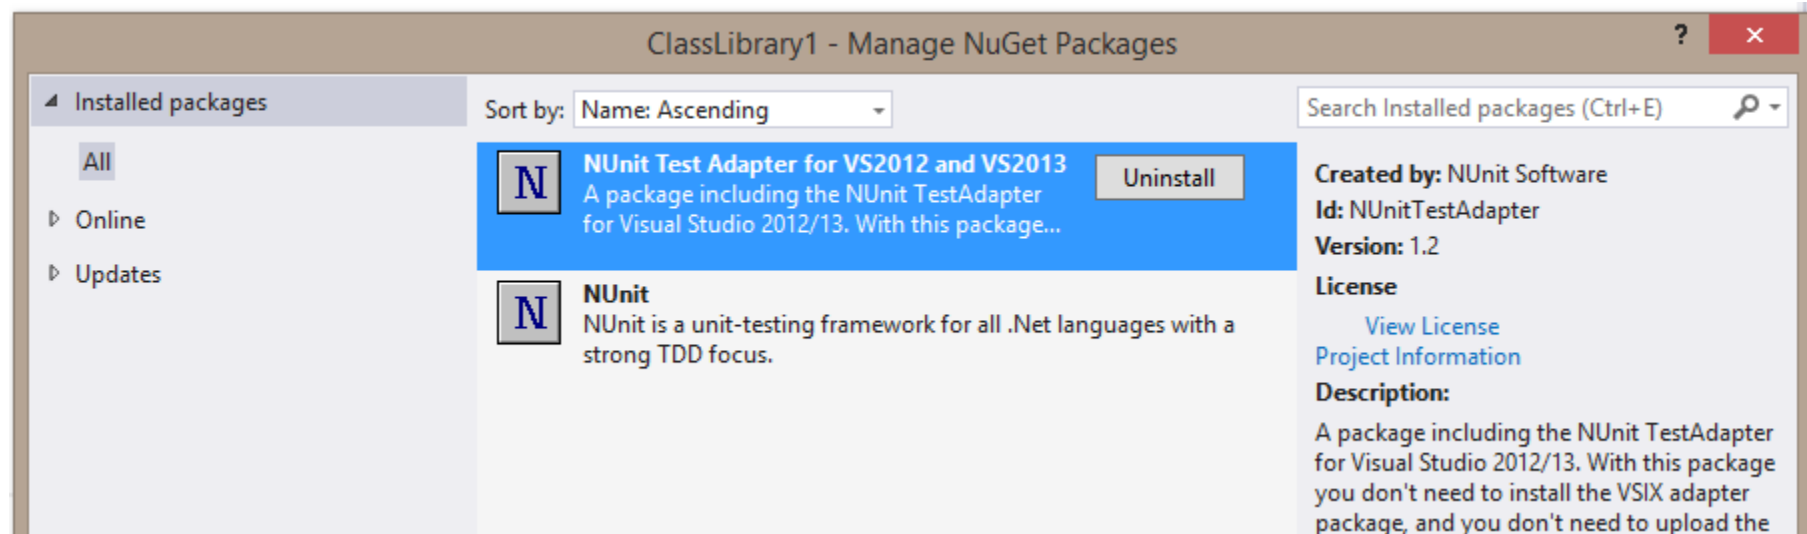 ClassLibrary1 - Manage NuGet Packages
?
Installed packages
All
Online
Updates
Sort by: Name: Ascending
N
NUnit Test Adapter for VS2012 and VS2013
A package including the NUnit TestAdapter
for Visual Studio 2012/13. With this package...
Uninstall
N
NUnit
NUnit is a unit-testing framework for all .Net languages with a
strong TDD focus.
Search Installed packages (Ctrl+E)
Created by: NUnit Software
Id: NUnitTestAdapter
Version: 1.2
License
View License
Project Information
Description:
A package including the NUnit TestAdapter
for Visual Studio 2012/13. With this package
you don't need to install the VSIX adapter
package, and you don't need to upload the